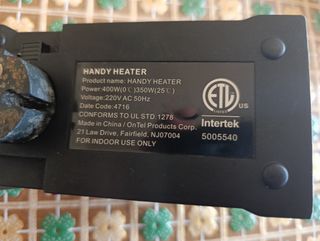 HANDY HEATER
Product name: HANDY HEATER
Power:400W(0℃)350W(25℃)
Voltage:220V AC 50Hz
Date Code:4716
CONFORMS TO UL STD.1278
Made in China / OnTel Products Corp.
21 Law Drive, Fairfield, NJ07004
FOR INDOOR USE ONLY
ETL
US
Intertek
5005540